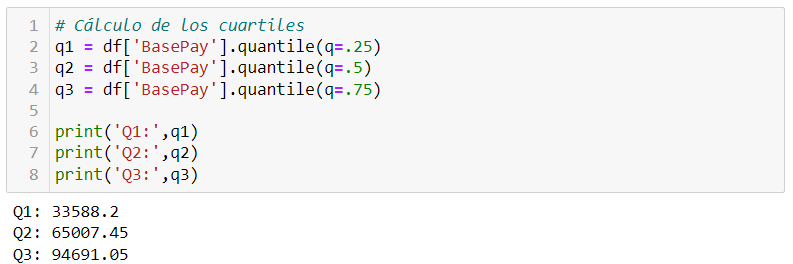 1 # Cálculo de los cuartiles
2 q1 = df['BasePay'].quantile(q=.25)
3 q2 = df['BasePay'].quantile(q=.5)
4 q3 = df['BasePay'].quantile(q=.75)
5
6 print('Q1:',q1)
7 print('Q2:',q2)
8 print('Q3:',q3)
Q1: 33588.2
Q2: 65007.45
Q3: 94691.05